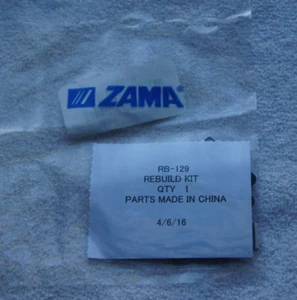 ZAMA®
RB-129
REBUILD KIT
QTY 1
PARTS MADE IN CHINA
4/6/16